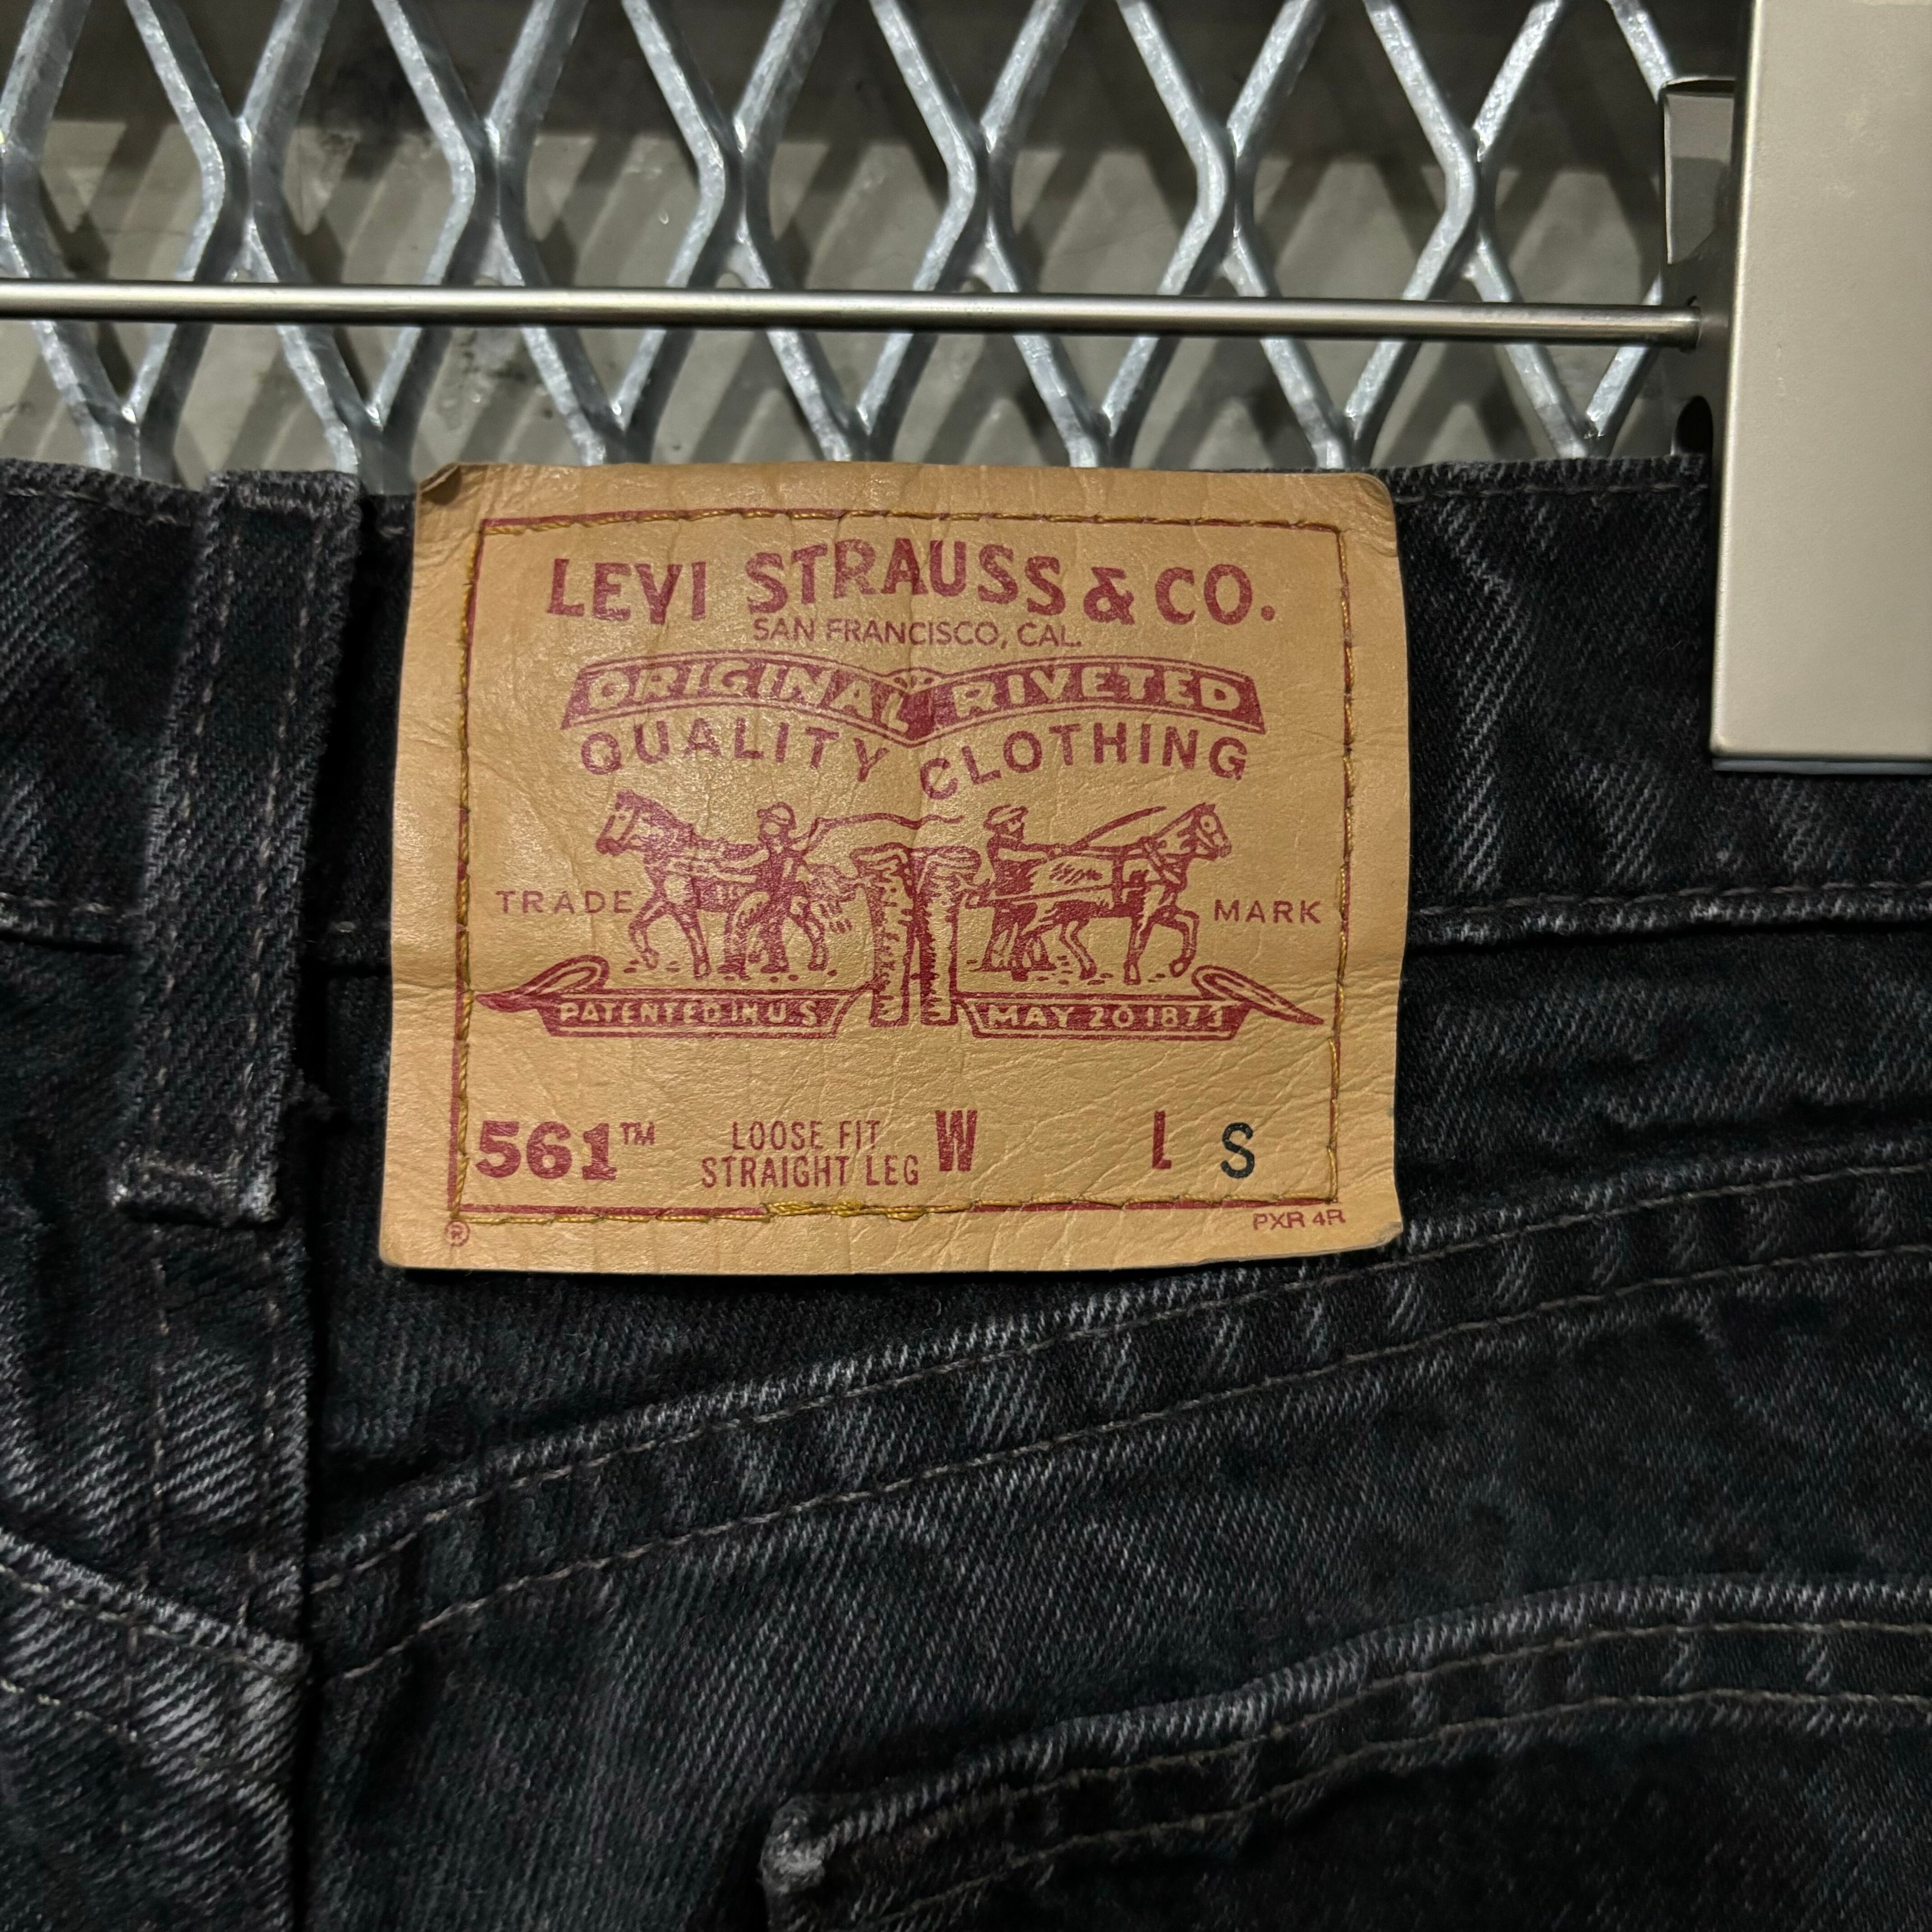 LEVI STRAUSS & CO.
SAN FRANCISCO, CAL.
ORIGINAL RIVETED
QUALITY CLOTHING
TRADE MARK
PATENTED IN U.S MAY 20 1873
561™ LOOSE FIT W L S
STRAIGHT LEG
® PXR 4R